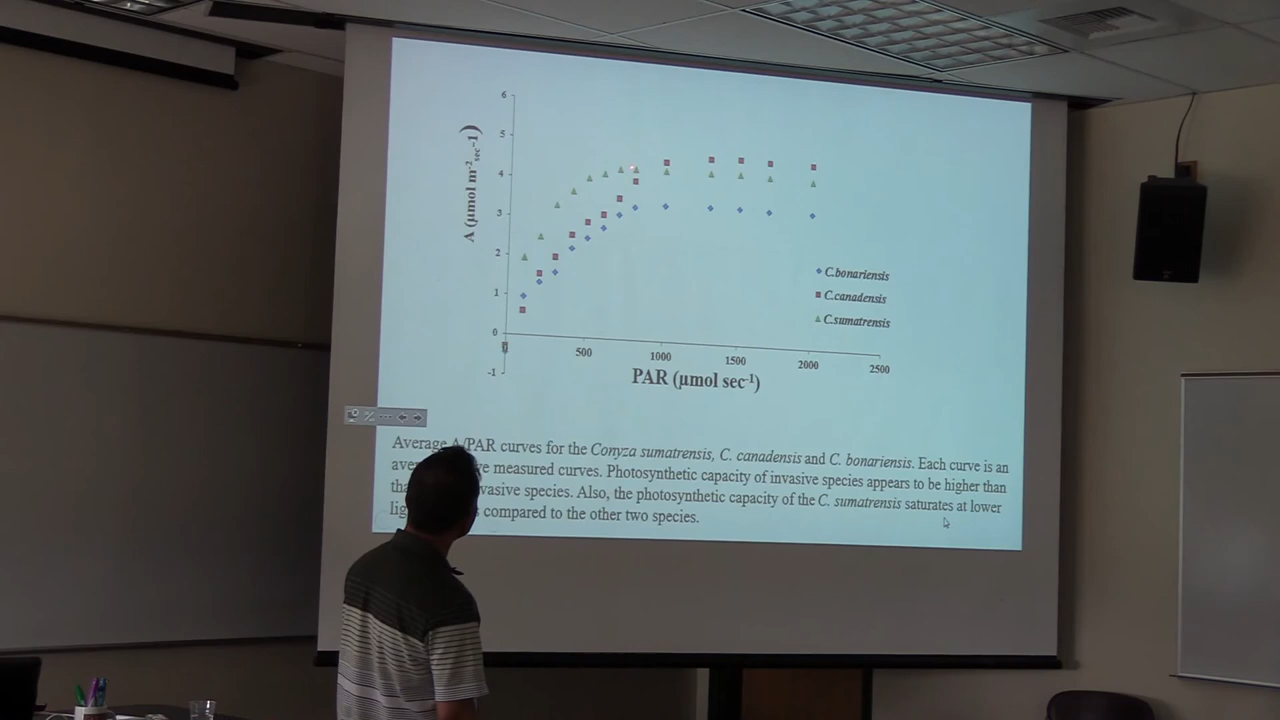 6
5
4
3
2
1
0
-1
A (µmol m-2 sec-1)
0
500
1000
1500
2000
2500
PAR (µmol sec-1)
C.bonariensis
C.canadensis
C.sumatrensis
Average A/PAR curves for the Conyza sumatrensis, C. canadensis and C. bonariensis. Each curve is an
measured curves. Photosynthetic capacity of invasive species appears to be higher than
species. Also, the photosynthetic capacity of the C. sumatrensis saturates at lower
compared to the other two species.